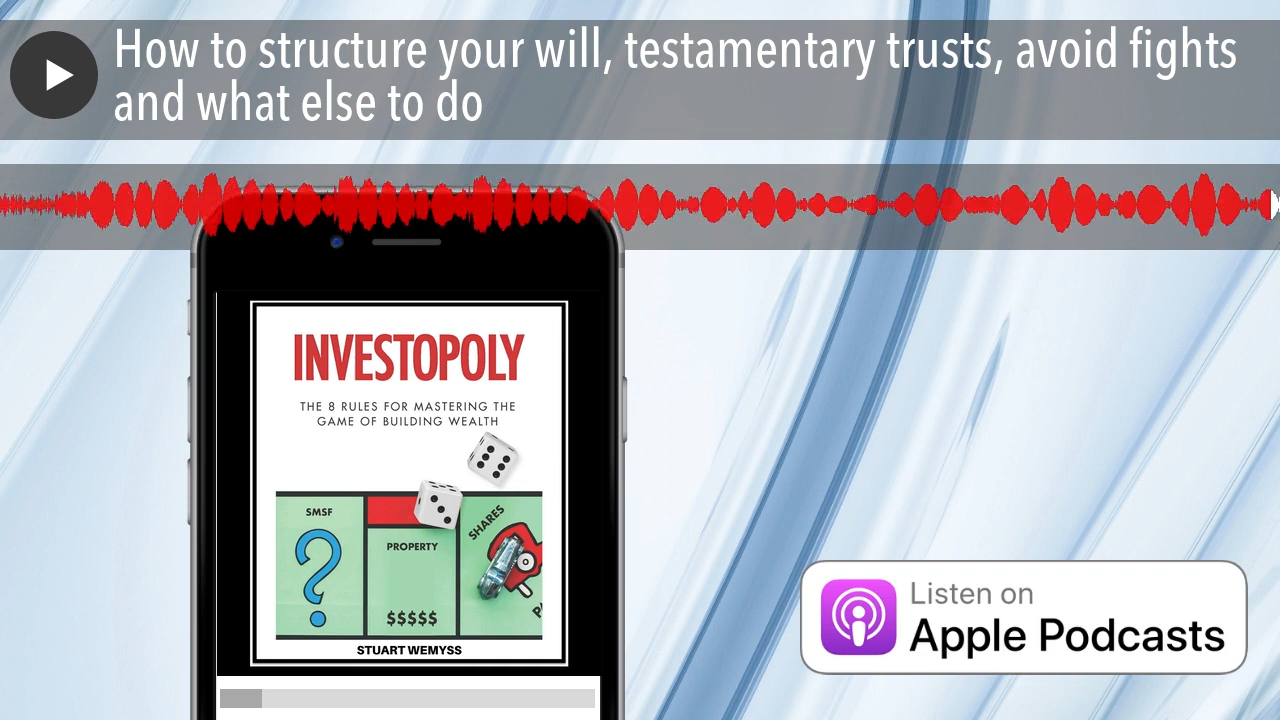 How to structure your will, testamentary trusts, avoid fights
and what else to do
INVESTOPOLY
THE 8 RULES FOR MASTERING THE
GAME OF BUILDING WEALTH
SMSF
PROPERTY
SHARES
$$$$$
STUART WEMYSS
Listen on
Apple Podcasts